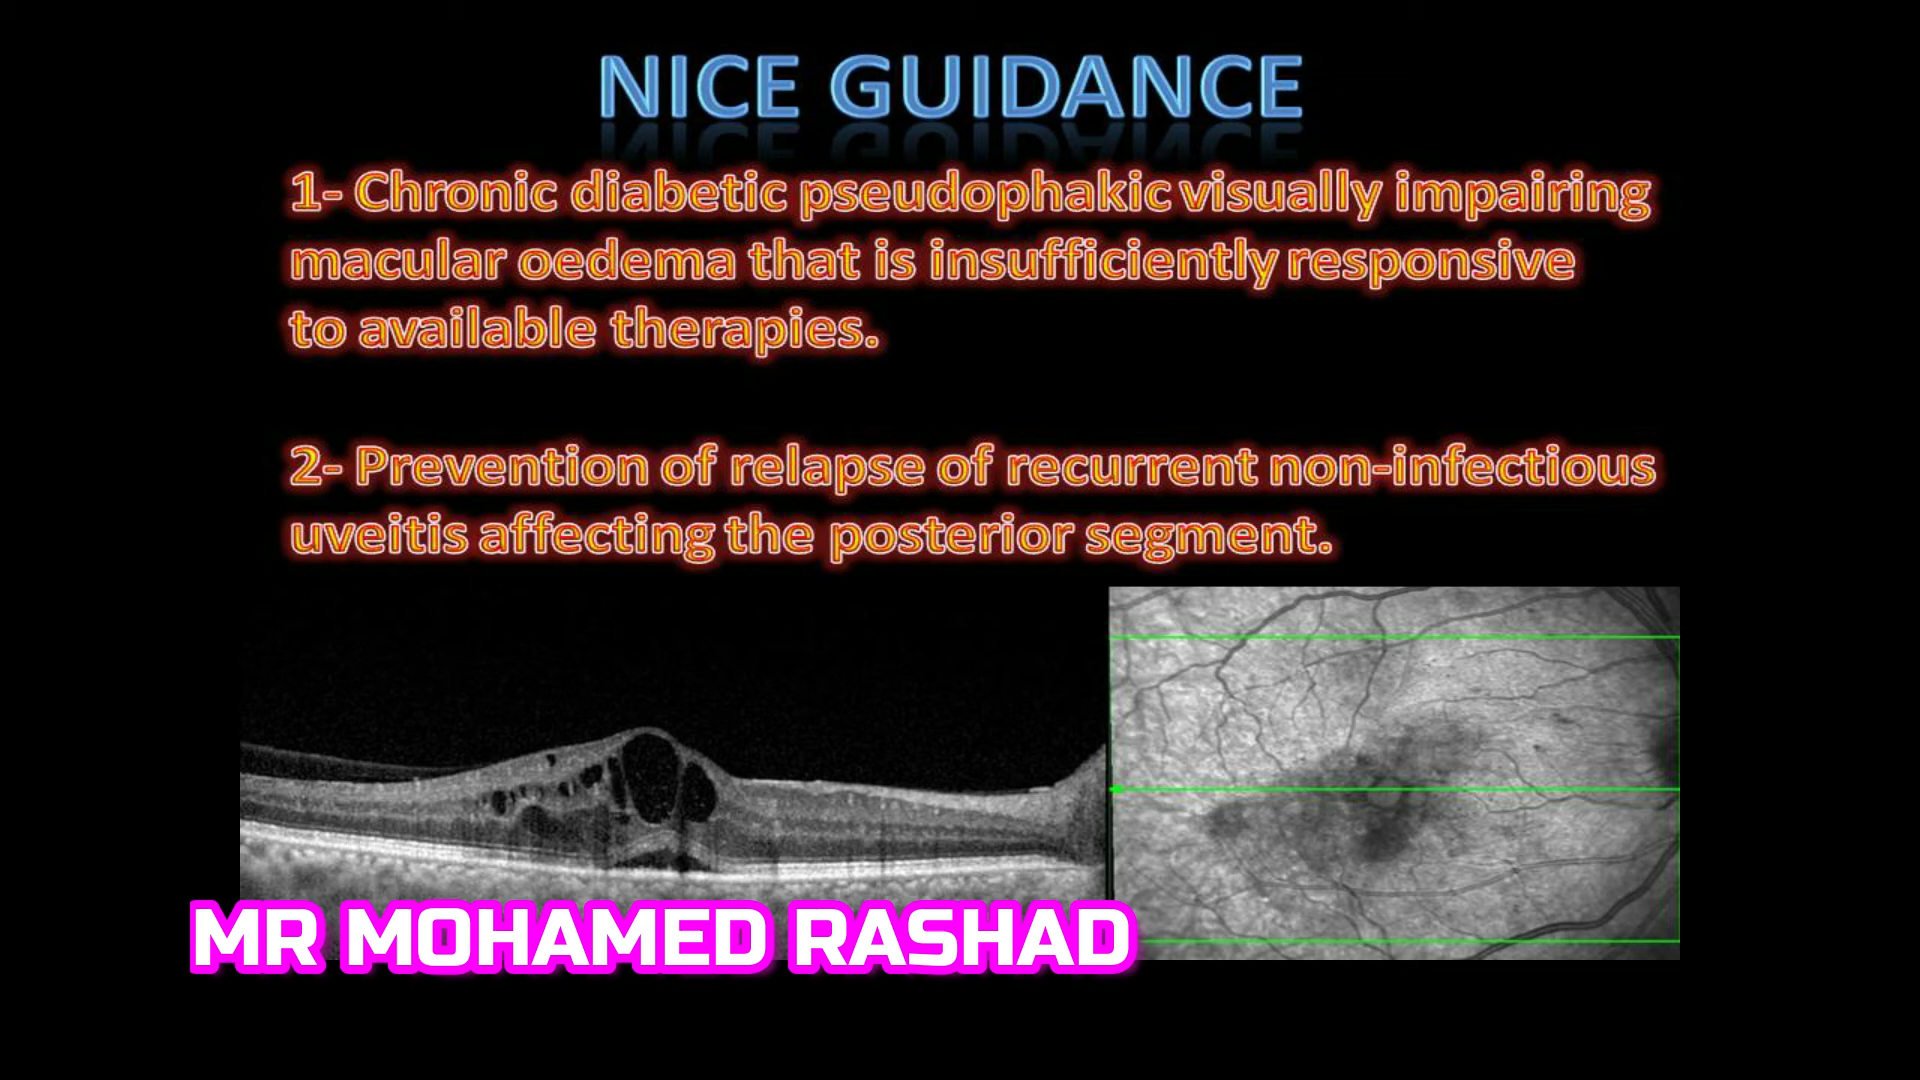 NICE GUIDANCE
1- Chronic diabetic pseudophakic visually impairing
macular oedema that is insufficiently responsive
to available therapies.
2- Prevention of relapse of recurrent non-infectious
uveitis affecting the posterior segment.
MR MOHAMED RASHAD